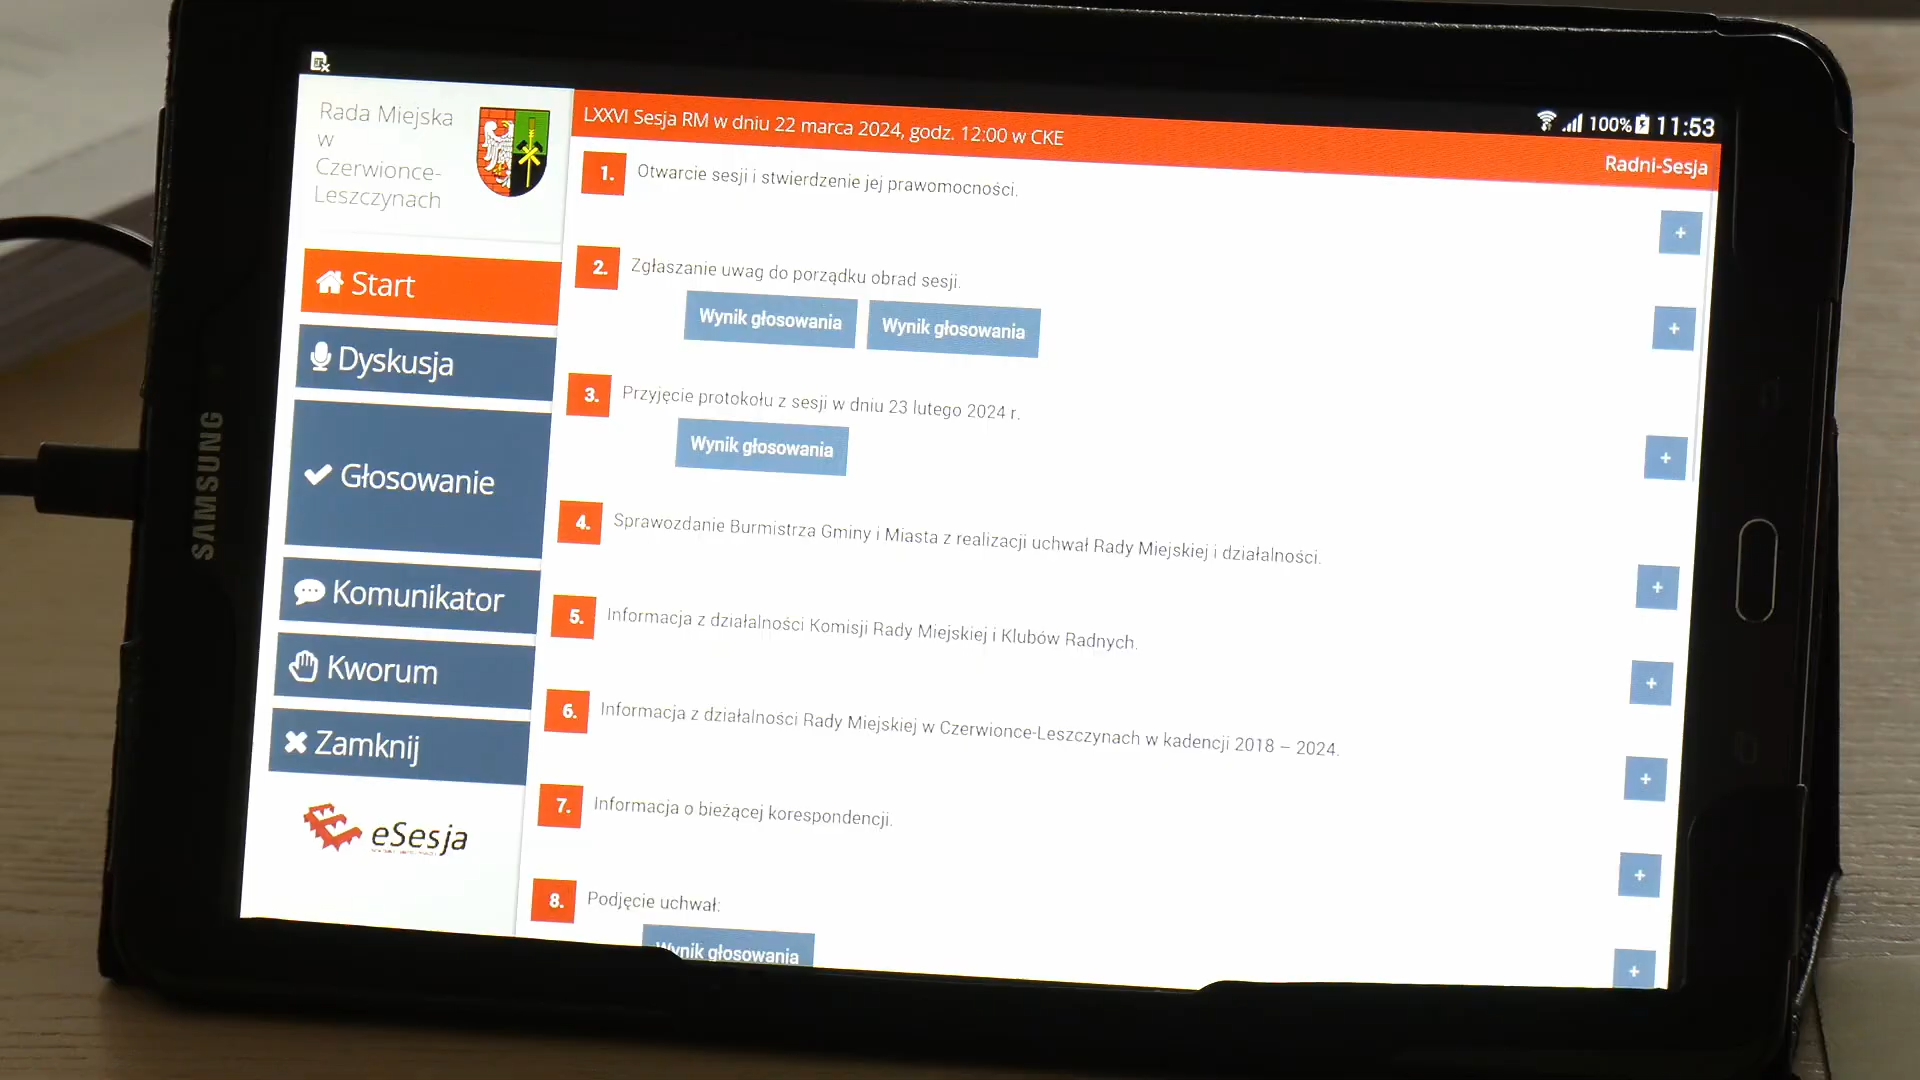 100% 11:53
Rada Miejska
w
Czerwionce-
Leszczynach
LXXVI Sesja RM w dniu 22 marca 2024, godz. 12:00 w CKE
Radni-Sesja
Start
Dyskusja
Głosowanie
Komunikator
Kworum
Zamknij
eSesja
1. Otwarcie sesji i stwierdzenie jej prawomocności.
+
2. Zgłaszanie uwag do porządku obrad sesji.
Wynik głosowania Wynik głosowania
+
3. Przyjęcie protokołu z sesji w dniu 23 lutego 2024 r.
Wynik głosowania
+
4. Sprawozdanie Burmistrza Gminy i Miasta z realizacji uchwał Rady Miejskiej i działalności.
+
5. Informacja z działalności Komisji Rady Miejskiej i Klubów Radnych.
+
6. Informacja z działalności Rady Miejskiej w Czerwionce-Leszczynach w kadencji 2018 – 2024.
+
7. Informacja o bieżącej korespondencji.
+
8. Podjęcie uchwał:
Wynik głosowania
+
SAMSUNG